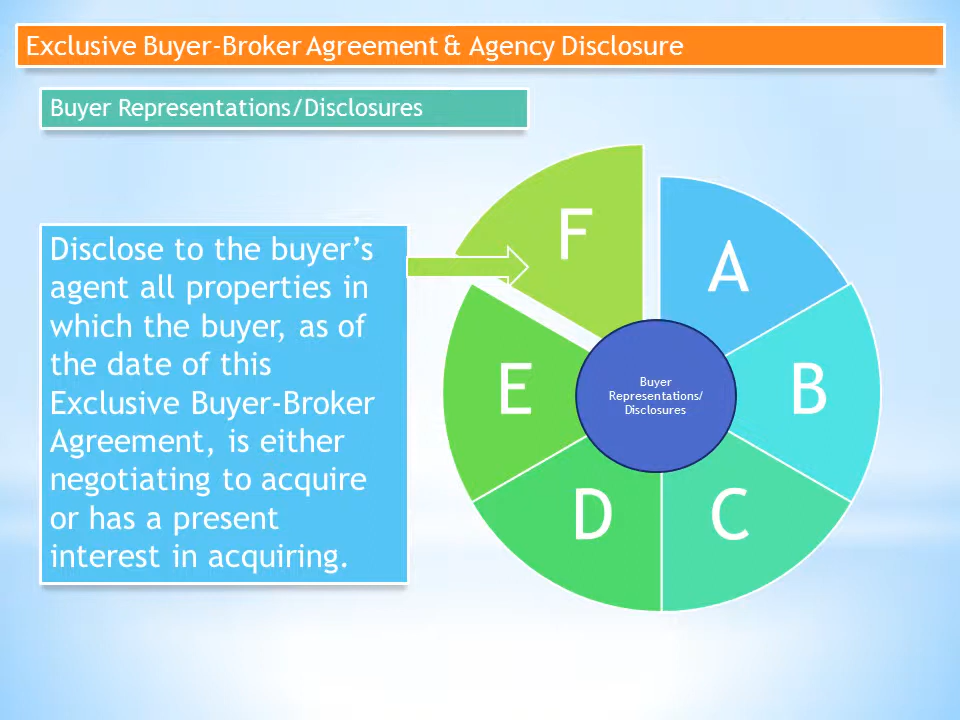 Exclusive Buyer-Broker Agreement & Agency Disclosure
Buyer Representations/Disclosures
Disclose to the buyer’s
agent all properties in
which the buyer, as of
the date of this
Exclusive Buyer-Broker
Agreement, is either
negotiating to acquire
or has a present
interest in acquiring.
F
A
E
B
D
C
Buyer
Representations/
Disclosures